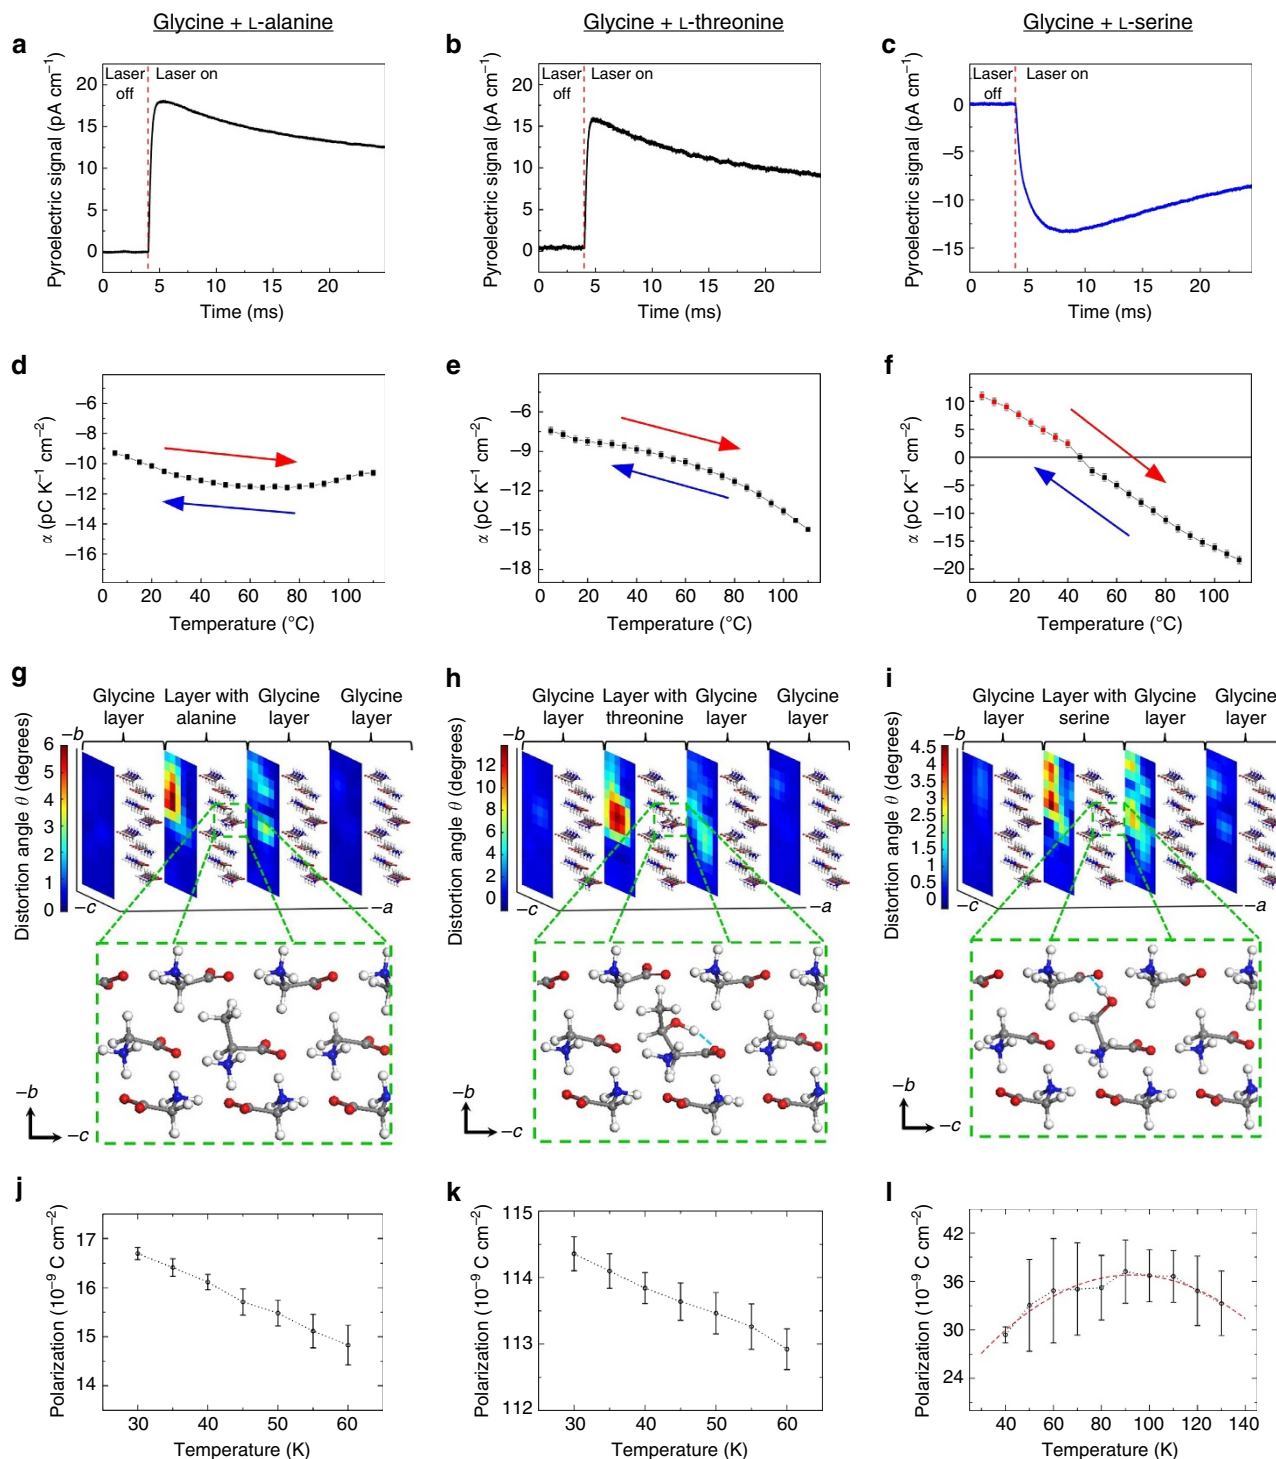 Glycine + L-alanine
Glycine + L-threonine
Glycine + L-serine
a
Laser off
Laser on
Pyroelectric signal (pA cm⁻¹)
20
15
10
5
0
0 5 10 15 20
Time (ms)
b
Laser off
Laser on
Pyroelectric signal (pA cm⁻¹)
20
15
10
5
0
0 5 10 15 20
Time (ms)
c
Laser off
Laser on
Pyroelectric signal (pA cm⁻¹)
0
−5
−10
−15
0 5 10 15 20
Time (ms)
d
α (pC K⁻¹ cm⁻²)
−6
−8
−10
−12
−14
−16
0 20 40 60 80 100
Temperature (°C)
e
α (pC K⁻¹ cm⁻²)
−6
−9
−12
−15
−18
0 20 40 60 80 100
Temperature (°C)
f
α (pC K⁻¹ cm⁻²)
10
5
0
−5
−10
−15
−20
0 20 40 60 80 100
Temperature (°C)
g
Glycine layer
Layer with alanine
Glycine layer
Glycine layer
Distortion angle θ (degrees)
−b
6
5
4
3
2
1
0
−c
−a
−b
−c
h
Glycine layer
Layer with threonine
Glycine layer
Glycine layer
Distortion angle θ (degrees)
−b
12
10
8
6
4
2
0
−c
−a
−b
−c
i
Glycine layer
Layer with serine
Glycine layer
Glycine layer
Distortion angle θ (degrees)
−b
4.5
4
3.5
3
2.5
2
1.5
1
0.5
0
−c
−a
−b
−c
j
Polarization (10⁻⁹ C cm⁻²)
17
16
15
14
30 40 50 60
Temperature (K)
k
Polarization (10⁻⁹ C cm⁻²)
115
114
113
112
30 40 50 60
Temperature (K)
l
Polarization (10⁻⁹ C cm⁻²)
42
36
30
24
40 60 80 100 120 140
Temperature (K)